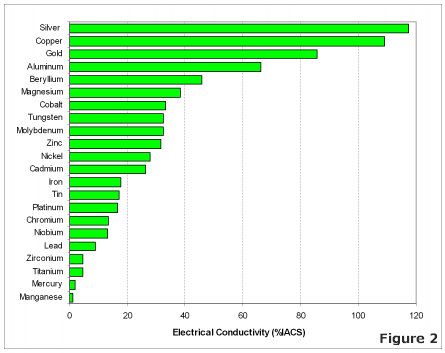 Silver
Copper
Gold
Aluminum
Beryllium
Magnesium
Cobalt
Tungsten
Molybdenum
Zinc
Nickel
Cadmium
Iron
Tin
Platinum
Chromium
Niobium
Lead
Zirconium
Titanium
Mercury
Manganese
0 20 40 60 80 100 120
Electrical Conductivity (%IACS)
Figure 2